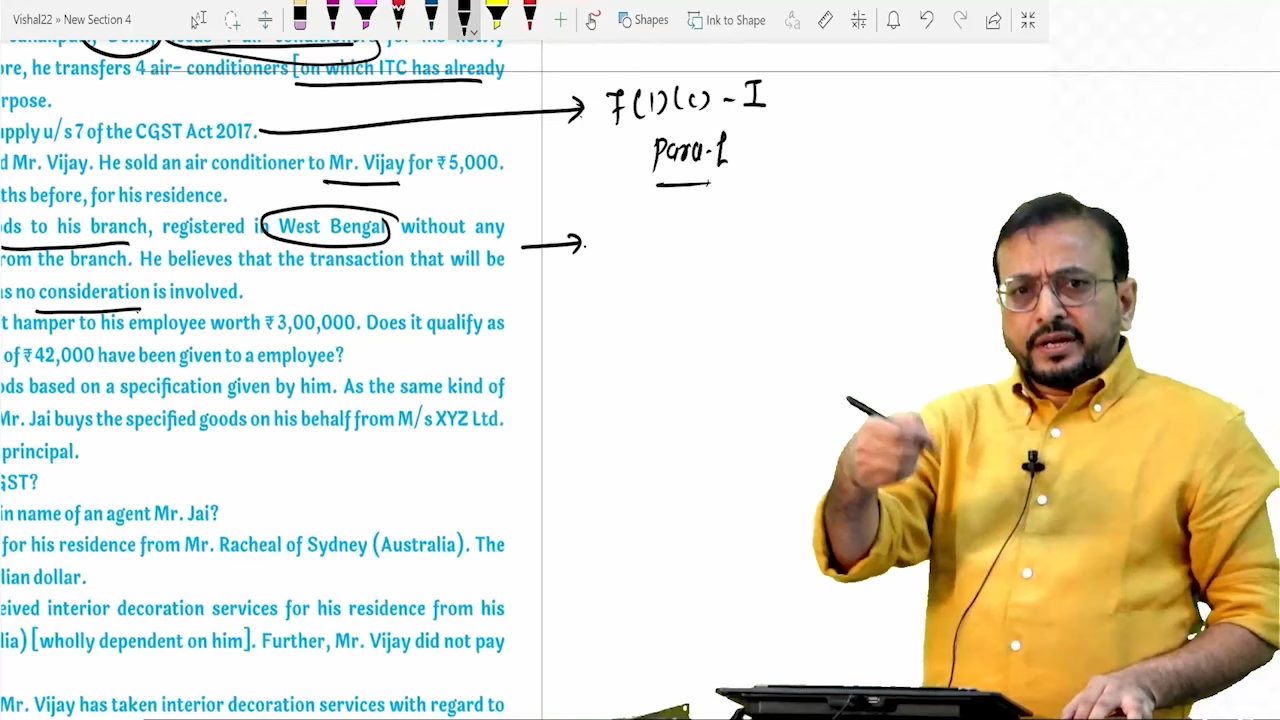 Vishal22 » New Section 4
Shapes
Ink to Shape
ore, he transfers 4 air- conditioners [on which ITC has already
rpose.
upply u/s 7 of the CGST Act 2017.
d Mr. Vijay. He sold an air conditioner to Mr. Vijay for ₹ 5,000.
ths before, for his residence.
ds to his branch, registered in West Bengal without any
rom the branch. He believes that the transaction that will be
as no consideration is involved.
t hamper to his employee worth ₹ 3,00,000. Does it qualify as
of ₹ 42,000 have been given to a employee?
ods based on a specification given by him. As the same kind of
Mr. Jai buys the specified goods on his behalf from M/s XYZ Ltd.
principal.
GST?
in name of an agent Mr. Jai?
for his residence from Mr. Racheal of Sydney (Australia). The
lian dollar.
eived interior decoration services for his residence from his
lia) [wholly dependent on him]. Further, Mr. Vijay did not pay
Mr. Vijay has taken interior decoration services with regard to
7(1)(c) - I
Para-1